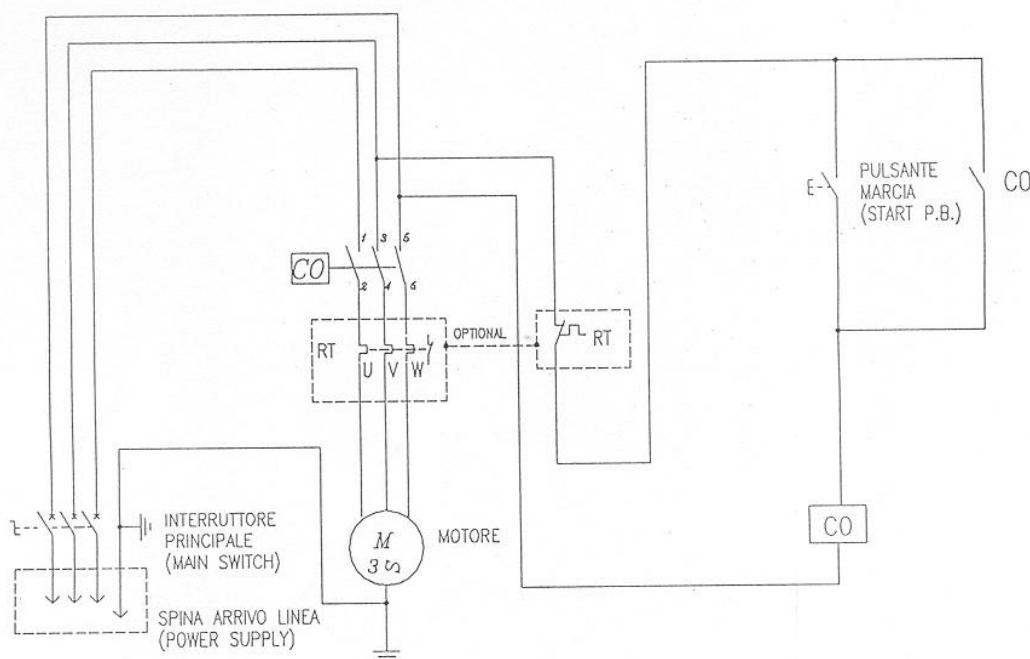 PULSANTE
MARCIA
(START P.B.)
CO
1 3 5
CO
2 4 6
OPTIONAL
RT
RT
U V W
INTERRUTTORE
PRINCIPALE
(MAIN SWITCH)
M
3
MOTORE
CO
SPINA ARRIVO LINEA
(POWER SUPPLY)